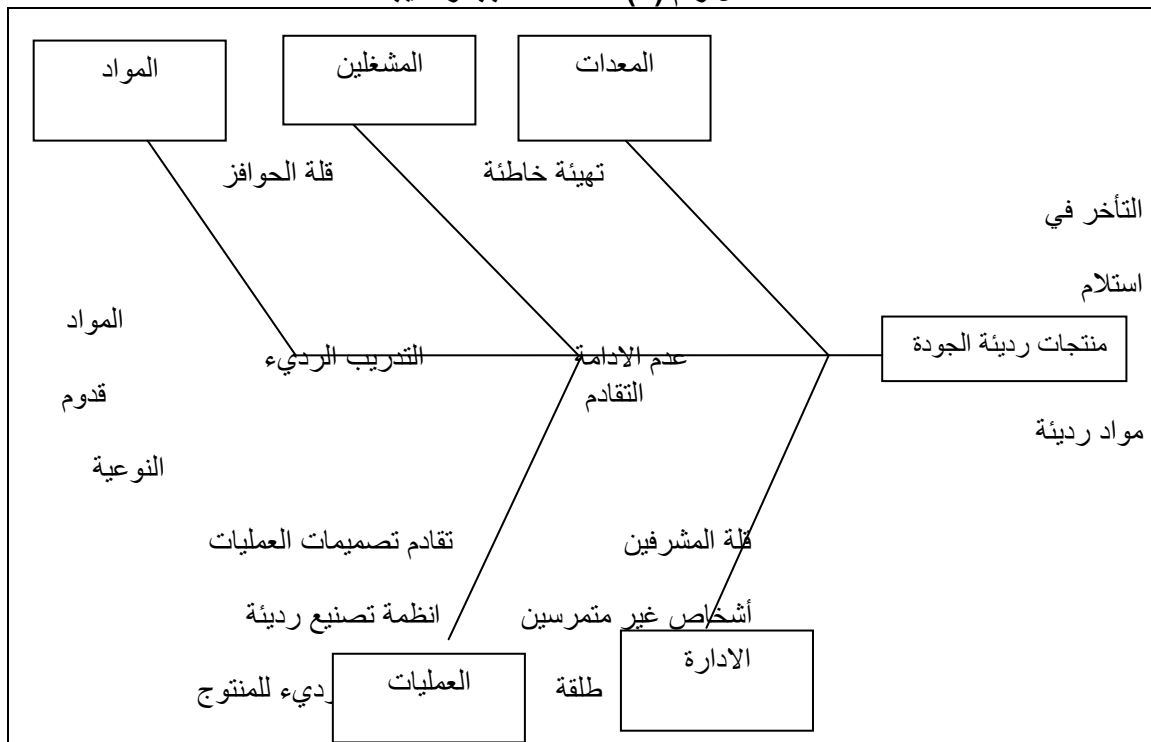 المعدات
المشغلين
المواد
تهيئة خاطئة
قلة الحوافز
التأخر في
استلام
المواد
منتجات رديئة الجودة
عدم الادامة
التدريب الرديء
قدوم
التقادم
مواد رديئة
النوعية
قلة المشرفين
تقادم تصميمات العمليات
أشخاص غير متمرسين
انظمة تصنيع رديئة
الادارة
العمليات
طلقة
رديء للمنتوج